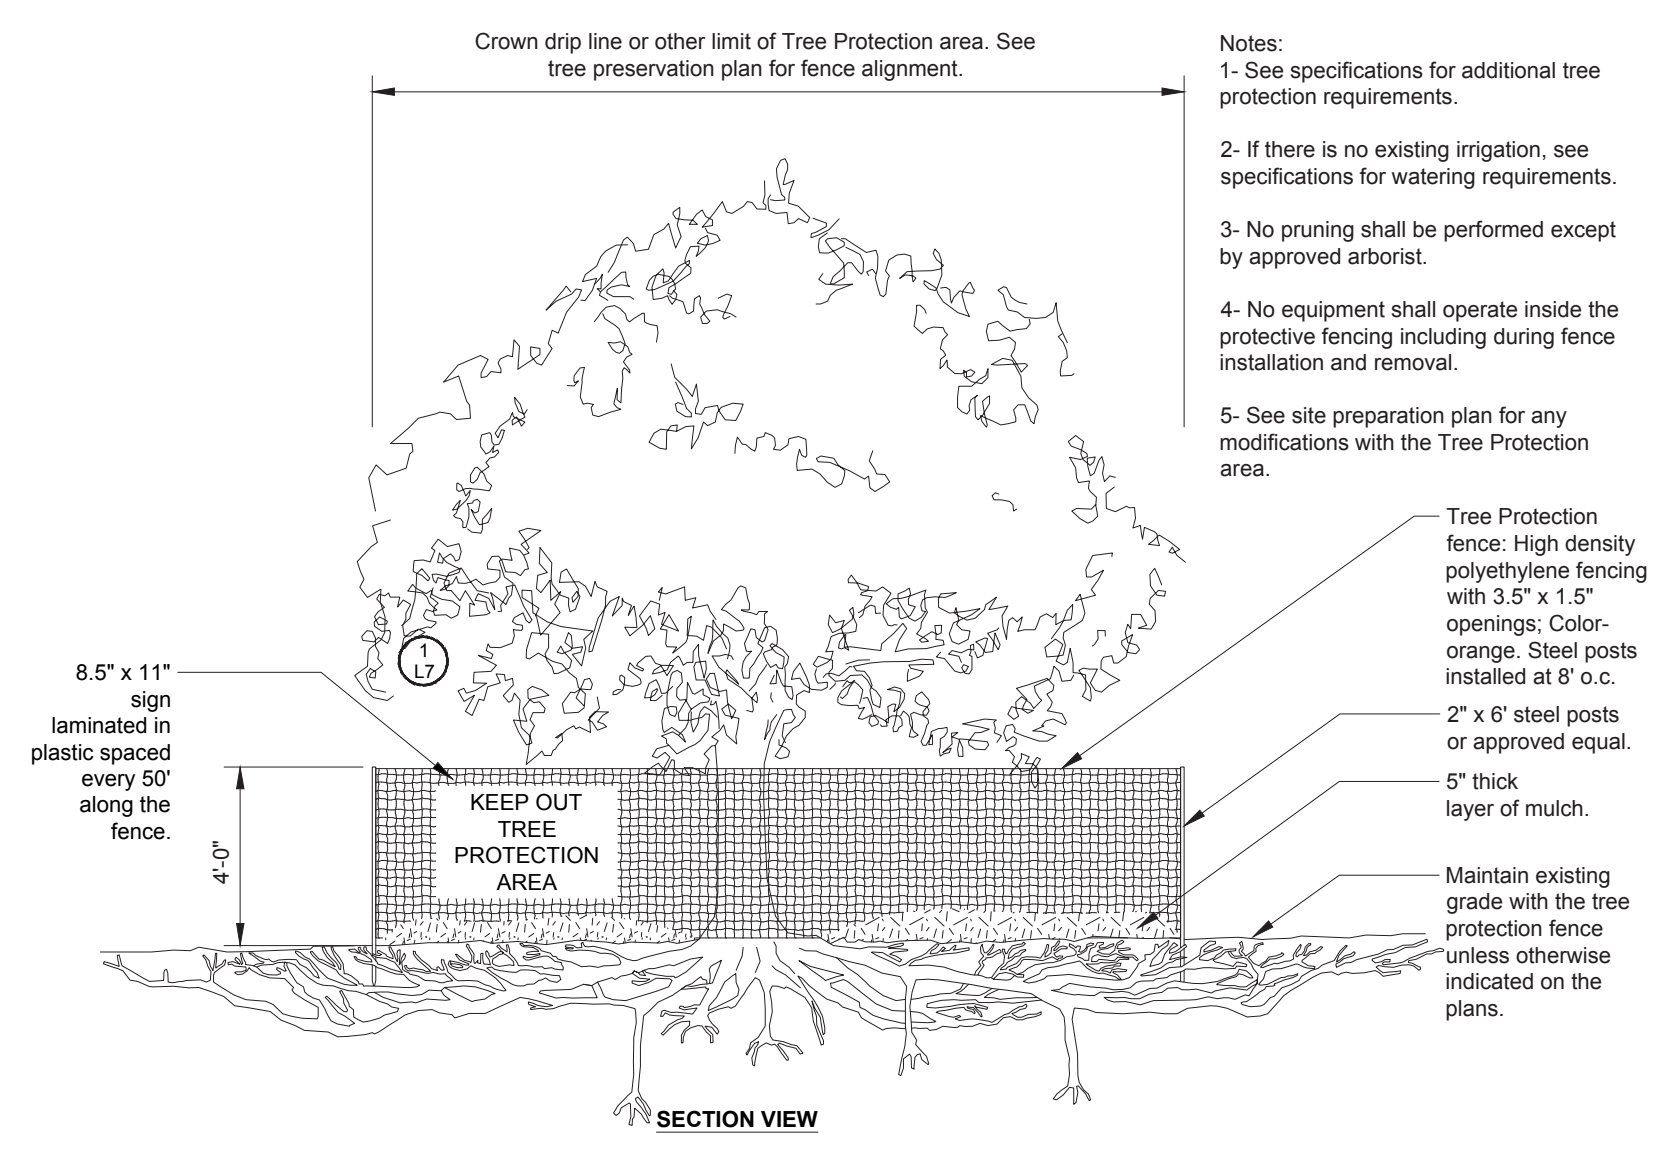 Crown drip line or other limit of Tree Protection area. See
tree preservation plan for fence alignment.
Notes:
1- See specifications for additional tree
protection requirements.
2- If there is no existing irrigation, see
specifications for watering requirements.
3- No pruning shall be performed except
by approved arborist.
4- No equipment shall operate inside the
protective fencing including during fence
installation and removal.
5- See site preparation plan for any
modifications with the Tree Protection
area.
Tree Protection
fence: High density
polyethylene fencing
with 3.5" x 1.5"
openings; Color-
orange. Steel posts
installed at 8' o.c.
2" x 6' steel posts
or approved equal.
5" thick
layer of mulch.
Maintain existing
grade with the tree
protection fence
unless otherwise
indicated on the
plans.
1
L7
8.5" x 11"
sign
laminated in
plastic spaced
every 50'
along the
fence.
4'-0"
KEEP OUT
TREE
PROTECTION
AREA
SECTION VIEW